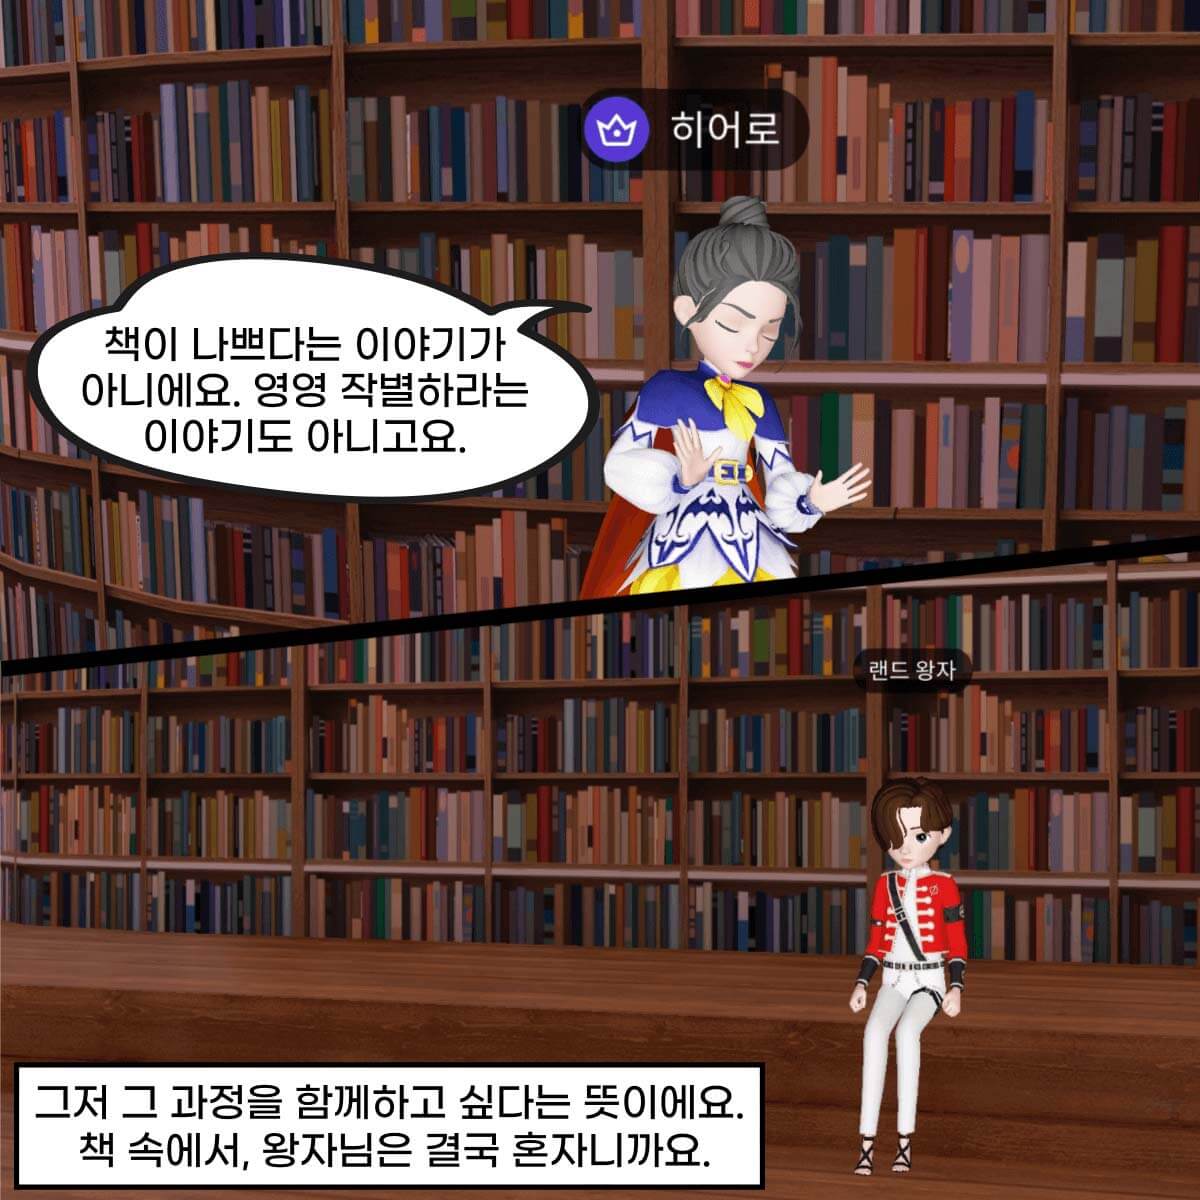 히어로
책이 나쁘다는 이야기가
아니에요. 영영 작별하라는
이야기도 아니고요.
랜드 왕자
그저 그 과정을 함께하고 싶다는 뜻이에요.
책 속에서, 왕자님은 결국 혼자니까요.